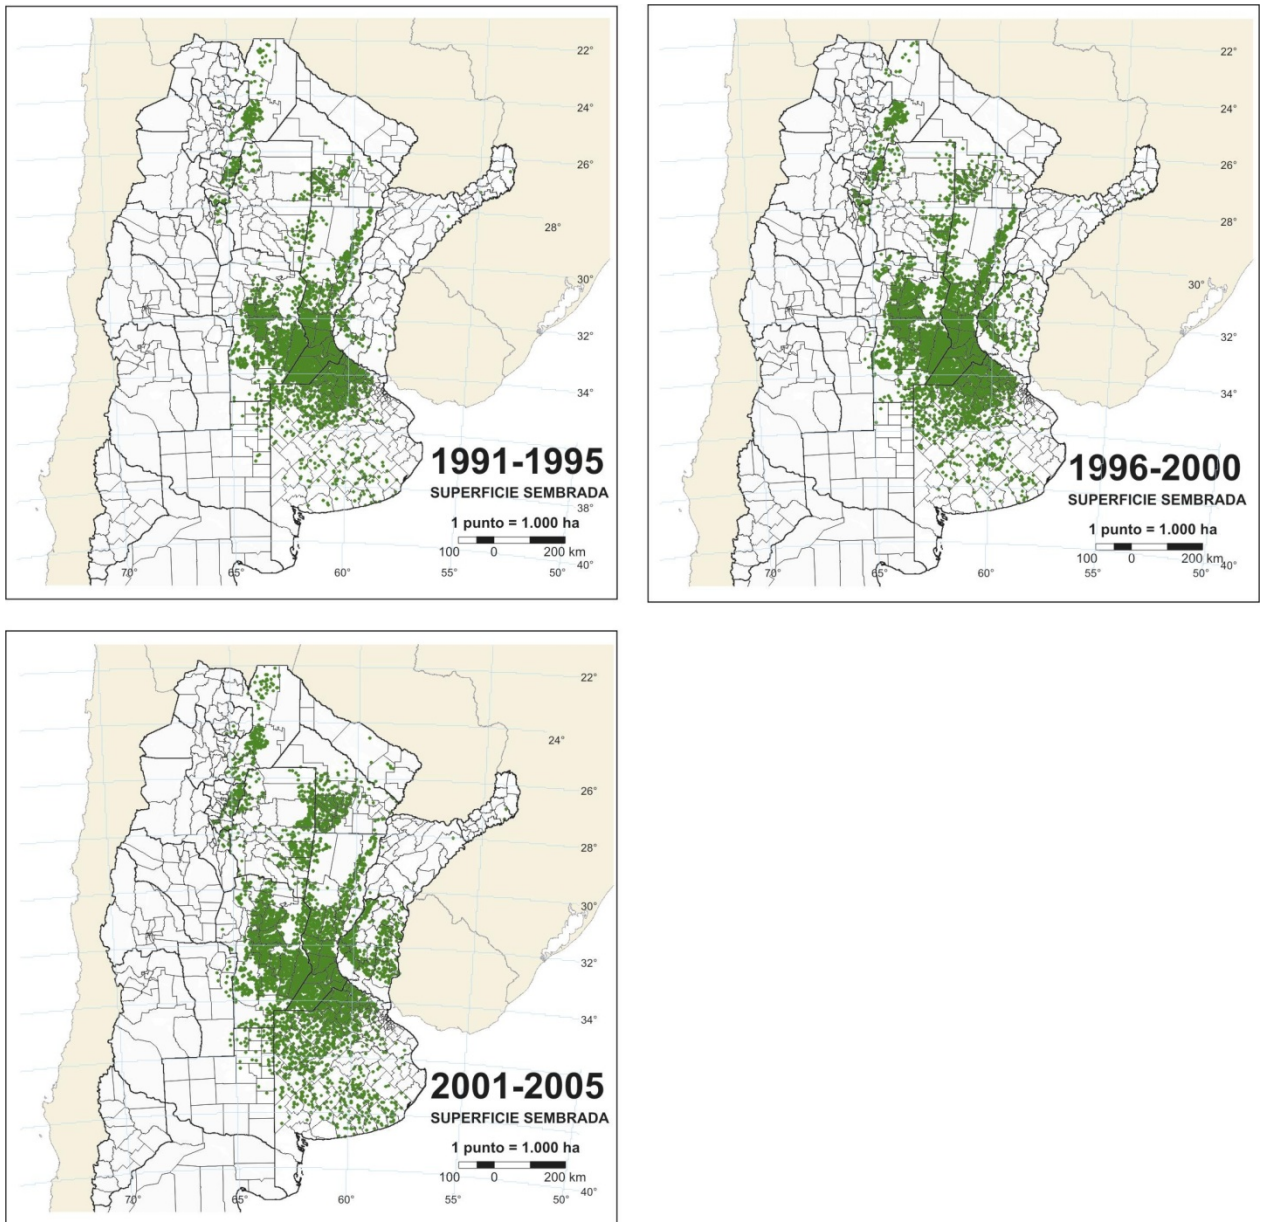 22°
24°
26°
28°
30°
32°
34°
1991-1995
SUPERFICIE SEMBRADA
38°
1 punto = 1.000 ha
100 0 200 km
40°
70° 65° 60° 55° 50°
22°
24°
26°
28°
30°
32°
34°
1996-2000
SUPERFICIE SEMBRADA
1 punto = 1.000 ha
100 0 200 km
40°
70° 65° 60° 55° 50°
22°
24°
26°
28°
30°
32°
34°
2001-2005
SUPERFICIE SEMBRADA
1 punto = 1.000 ha
100 0 200 km
40°
70° 65° 60° 55° 50°